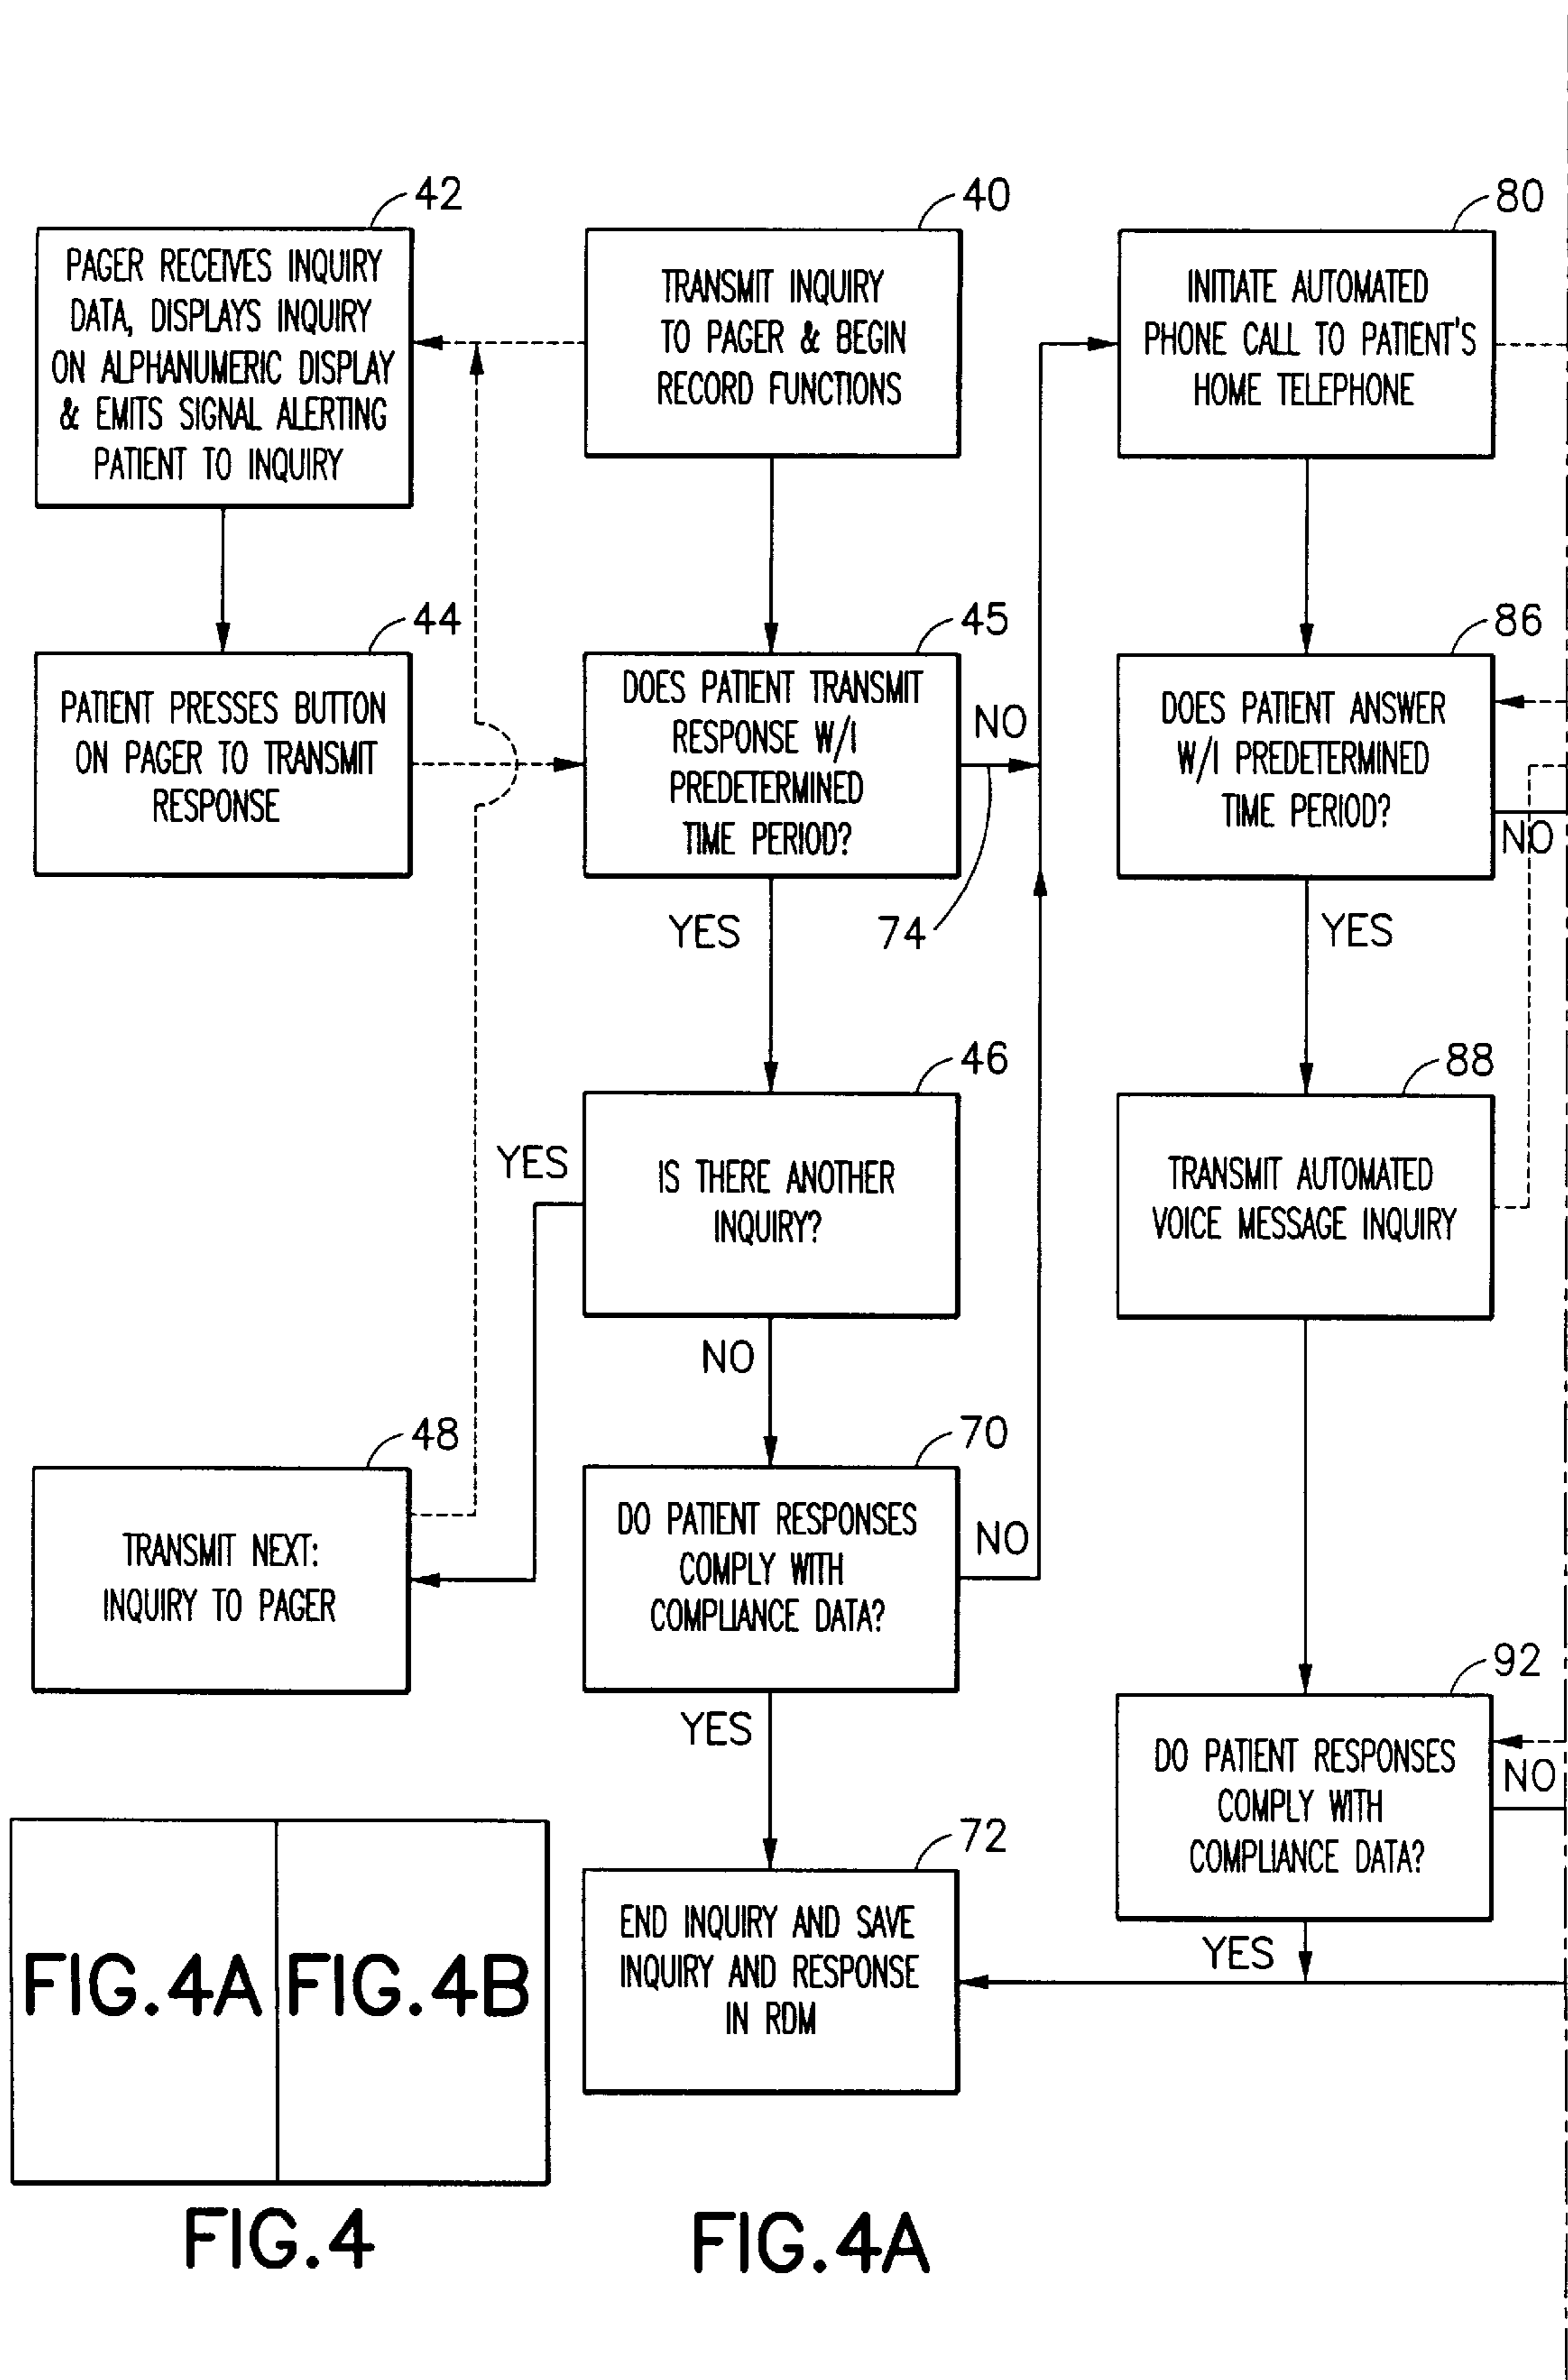 42
PAGER RECEIVES INQUIRY
DATA, DISPLAYS INQUIRY
ON ALPHANUMERIC DISPLAY
& EMITS SIGNAL ALERTING
PATIENT TO INQUIRY
40
TRANSMIT INQUIRY
TO PAGER & BEGIN
RECORD FUNCTIONS
80
INITIATE AUTOMATED
PHONE CALL TO PATIENT'S
HOME TELEPHONE
44
PATIENT PRESSES BUTTON
ON PAGER TO TRANSMIT
RESPONSE
45
DOES PATIENT TRANSMIT
RESPONSE W/I
PREDETERMINED
TIME PERIOD?
NO
74
YES
86
DOES PATIENT ANSWER
W/I PREDETERMINED
TIME PERIOD?
NO
YES
46
IS THERE ANOTHER
INQUIRY?
YES
NO
88
TRANSMIT AUTOMATED
VOICE MESSAGE INQUIRY
48
TRANSMIT NEXT:
INQUIRY TO PAGER
70
DO PATIENT RESPONSES
COMPLY WITH
COMPLIANCE DATA?
NO
YES
92
DO PATIENT RESPONSES
COMPLY WITH
COMPLIANCE DATA?
NO
YES
72
END INQUIRY AND SAVE
INQUIRY AND RESPONSE
IN RDM
FIG.4A
FIG.4B
FIG.4
FIG.4A